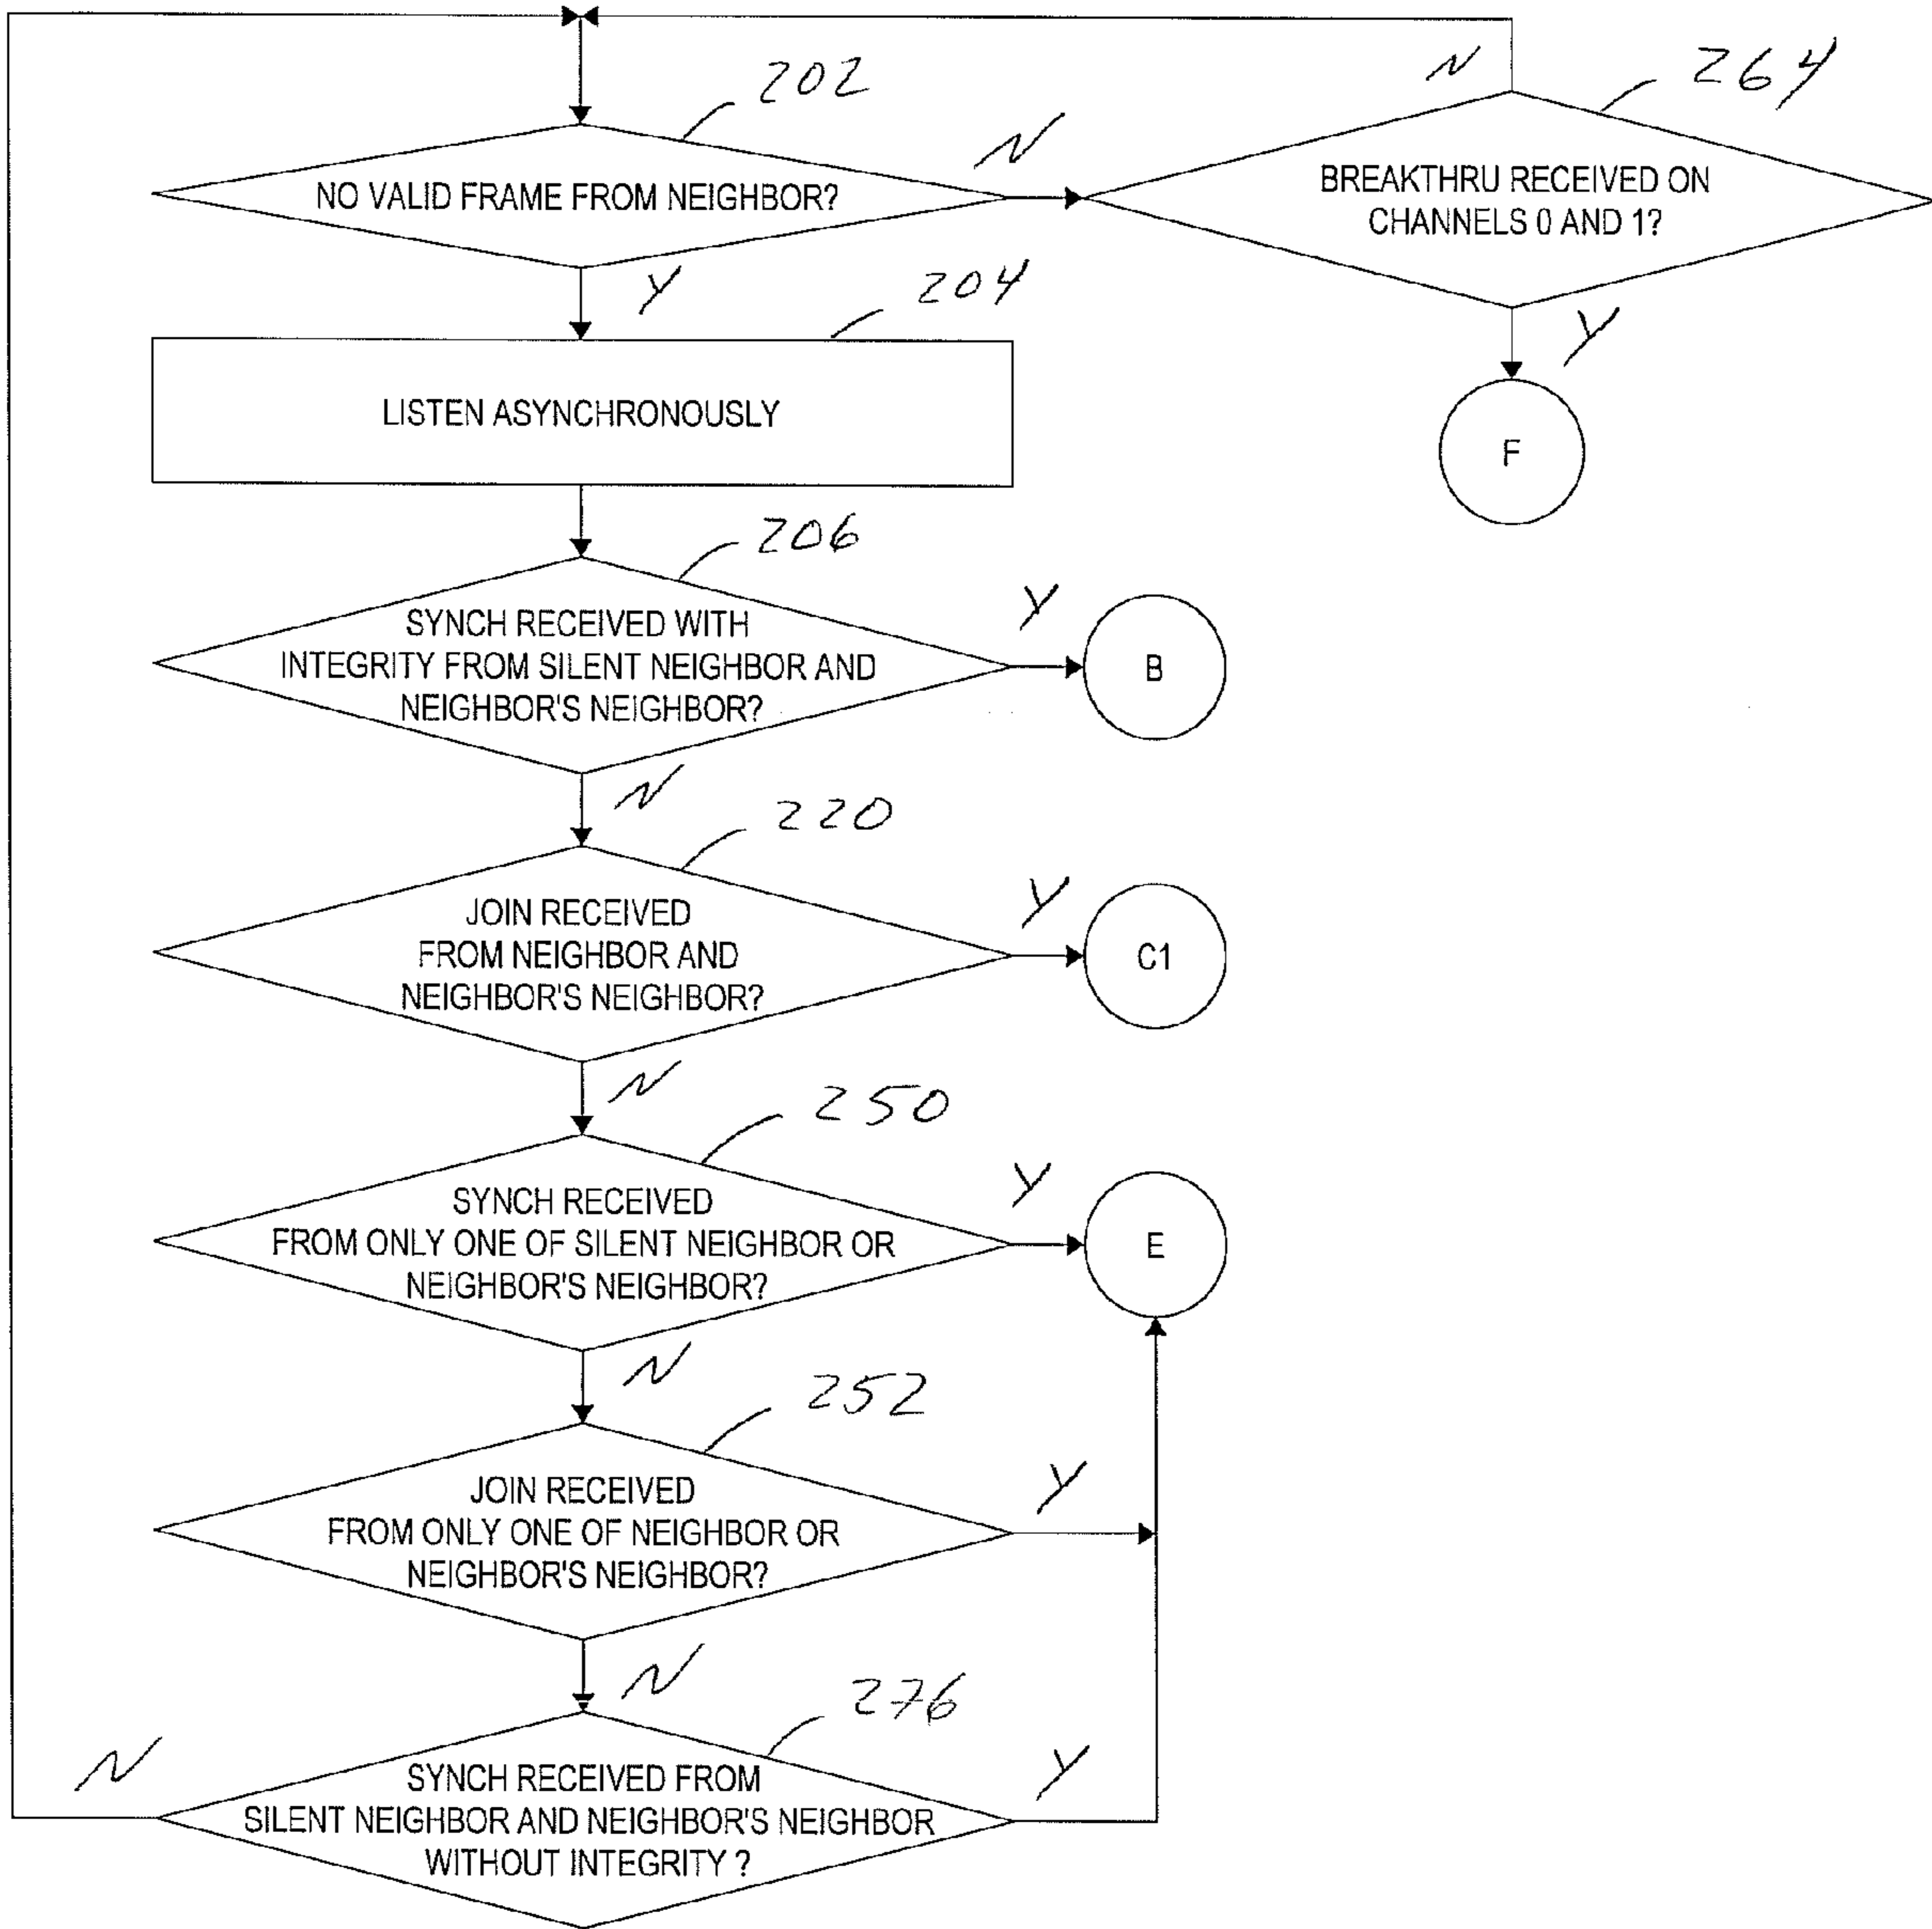 202
N
264
NO VALID FRAME FROM NEIGHBOR?
N
BREAKTHRU RECEIVED ON
CHANNELS 0 AND 1?
Y
204
Y
LISTEN ASYNCHRONOUSLY
F
206
SYNCH RECEIVED WITH
INTEGRITY FROM SILENT NEIGHBOR AND
NEIGHBOR'S NEIGHBOR?
Y
B
N
220
JOIN RECEIVED
FROM NEIGHBOR AND
NEIGHBOR'S NEIGHBOR?
Y
C1
N
250
SYNCH RECEIVED
FROM ONLY ONE OF SILENT NEIGHBOR OR
NEIGHBOR'S NEIGHBOR?
Y
E
N
252
JOIN RECEIVED
FROM ONLY ONE OF NEIGHBOR OR
NEIGHBOR'S NEIGHBOR?
Y
N
276
N
SYNCH RECEIVED FROM
SILENT NEIGHBOR AND NEIGHBOR'S NEIGHBOR
WITHOUT INTEGRITY ?
Y